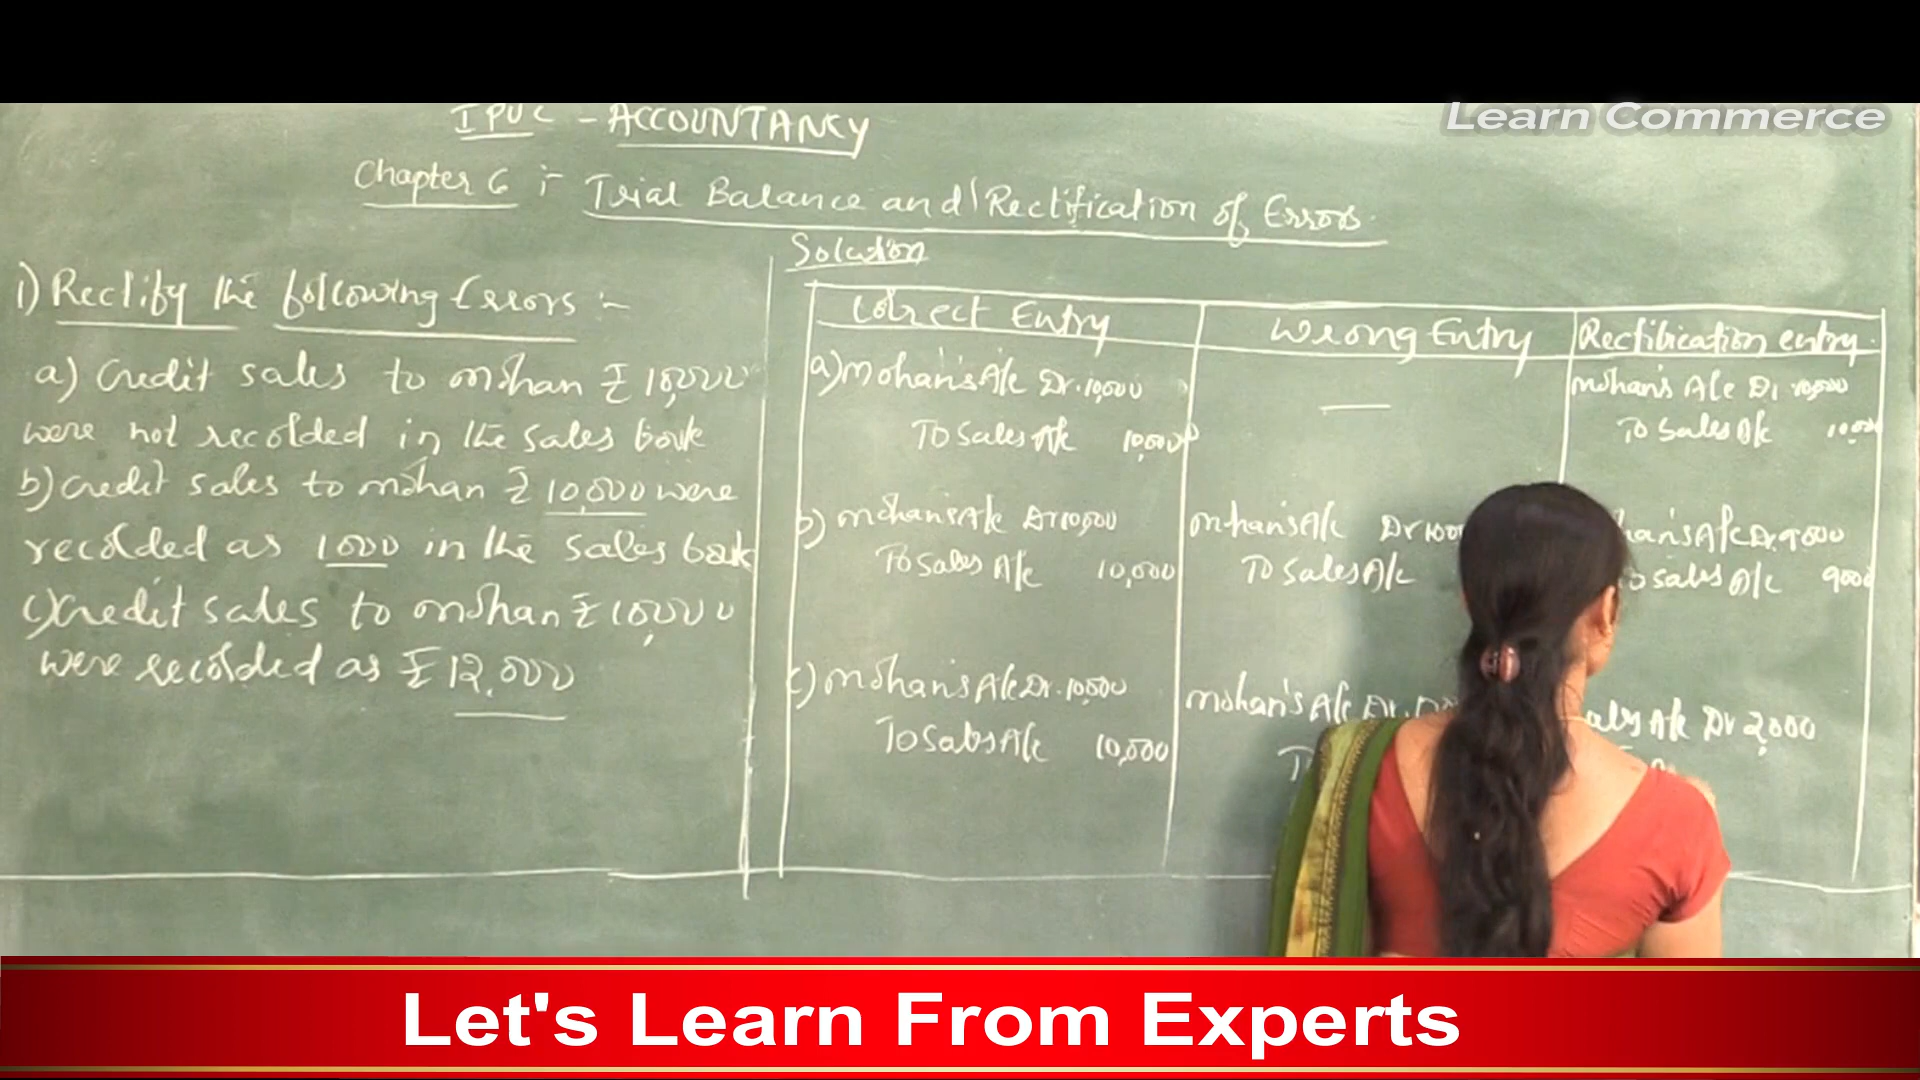 Learn Commerce
I PUC - ACCOUNTANCY
Chapter 6 :- Trial Balance and Rectification of Errors.
1) Rectify the following Errors :-
a) Credit sales to mohan ₹ 10,000
were not recorded in the sales book
b) Credit sales to mohan ₹ 10,000 were
recorded as 1000 in the sales book
c) Credit sales to mohan ₹ 10,000
were recorded as ₹ 12,000
Solution
Correct Entry Wrong Entry Rectification entry.
a) Mohan's A/c Dr. 10,000 — Mohan's A/c Dr 10,000
To Sales A/c 10,000 To Sales A/c 10,000
b) Mohan's A/c Dr 10,000 Mohan's A/c Dr 1000 han's A/c Dr. 9000
To Sales A/c 10,000 To Sales A/c To Sales A/c 9000
c) Mohan's A/c Dr. 10,000 Mohan's A/c Dr. ales A/c Dr 2,000
To Sales A/c 10,000
Let's Learn From Experts